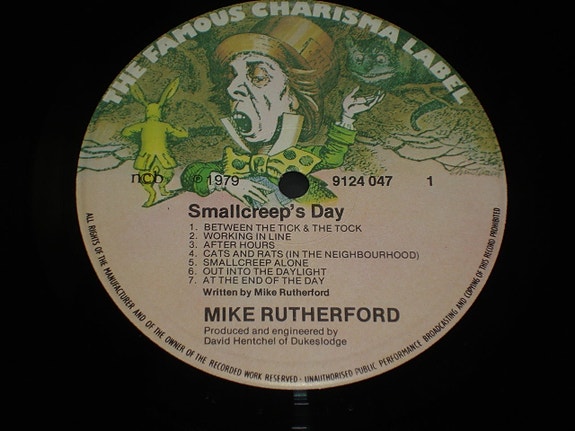 THE FAMOUS CHARISMA LABEL
ncb ℗ 1979 9124 047 1
Smallcreep's Day
1. BETWEEN THE TICK & THE TOCK
2. WORKING IN LINE
3. AFTER HOURS
4. CATS AND RATS (IN THE NEIGHBOURHOOD)
5. SMALLCREEP ALONE
6. OUT INTO THE DAYLIGHT
7. AT THE END OF THE DAY
Written by Mike Rutherford
MIKE RUTHERFORD
Produced and engineered by
David Hentchel of Dukeslodge
ALL RIGHTS OF THE MANUFACTURER AND OF THE OWNER OF THE RECORDED WORK RESERVED - UNAUTHORISED PUBLIC PERFORMANCE BROADCASTING AND COPYING OF THIS RECORD PROHIBITED